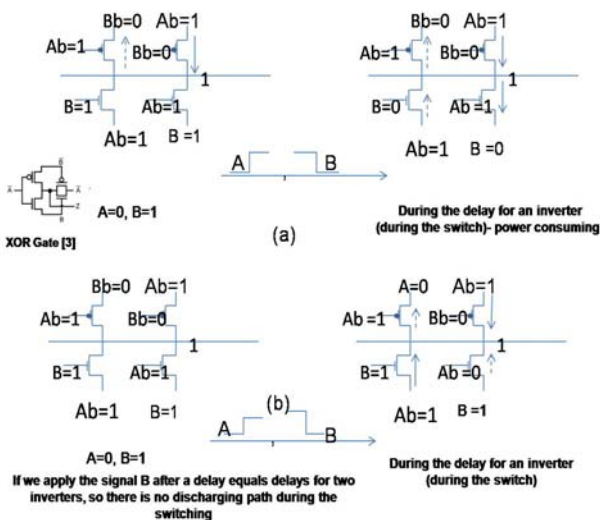 Bb=0 Ab=1
Ab=1 Bb=0
1
B=1 Ab=1
Ab=1 B =1
Ab=1
Ab=1 Bb=0
1
B=0 Ab =1
Ab=1 B =0
A B
A=0, B=1
XOR Gate [3]
(a)
During the delay for an inverter
(during the switch)- power consuming
Bb=0 Ab=1
Ab=1 Bb=0
1
B=1 Ab=1
Ab=1 B=1
A=0 Ab=1
Ab =1 Bb=0
1
B=1 Ab =0
Ab=1 B =1
(b)
A B
A=0, B=1
If we apply the signal B after a delay equals delays for two
inverters, so there is no discharging path during the
switching
During the delay for an inverter
(during the switch)